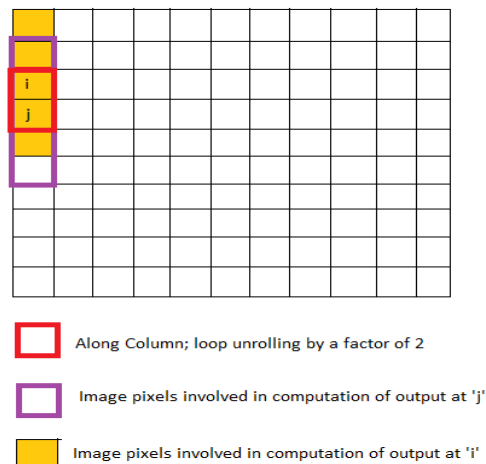 i
j
Along Column; loop unrolling by a factor of 2
Image pixels involved in computation of output at 'j'
Image pixels involved in computation of output at 'i'